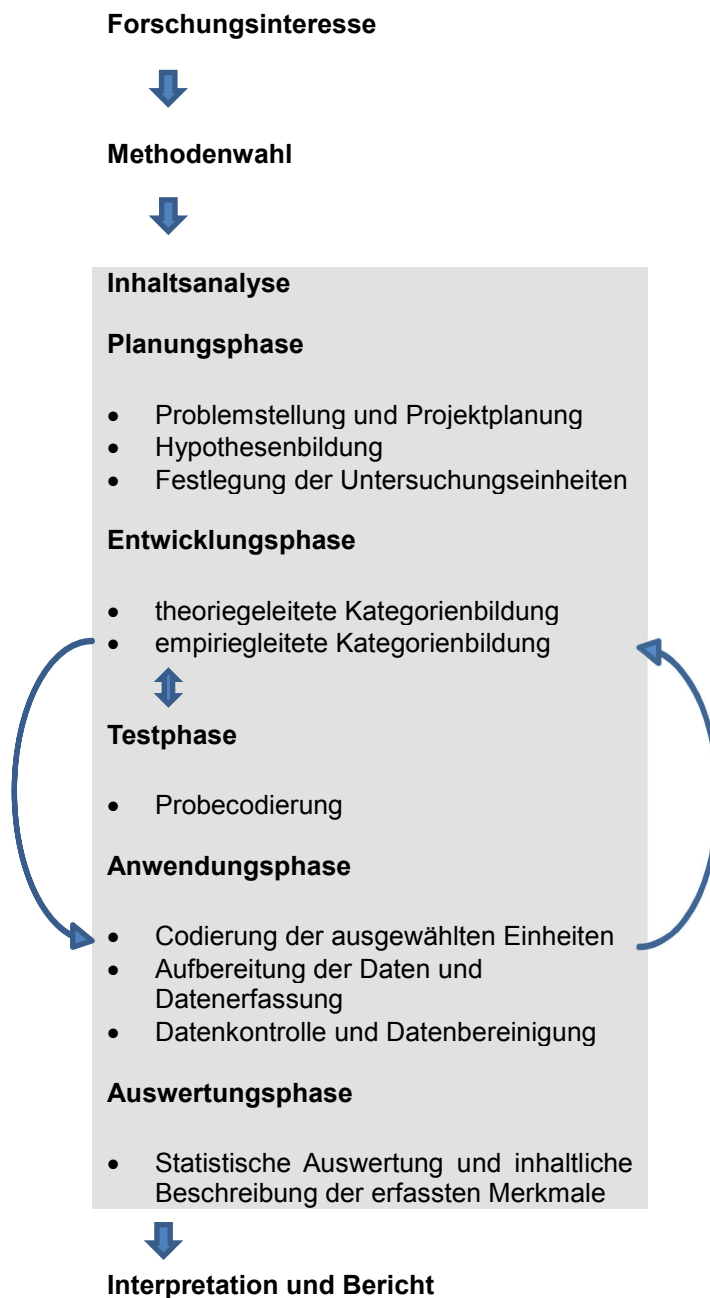 Forschungsinteresse
Methodenwahl
Inhaltsanalyse
Planungsphase
• Problemstellung und Projektplanung
• Hypothesenbildung
• Festlegung der Untersuchungseinheiten
Entwicklungsphase
• theoriegeleitete Kategorienbildung
• empiriegleitete Kategorienbildung
Testphase
• Probecodierung
Anwendungsphase
• Codierung der ausgewählten Einheiten
• Aufbereitung der Daten und
Datenerfassung
• Datenkontrolle und Datenbereinigung
Auswertungsphase
• Statistische Auswertung und inhaltliche
Beschreibung der erfassten Merkmale
Interpretation und Bericht